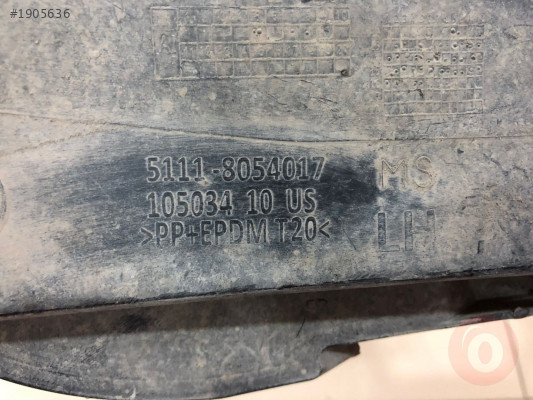 #1905636
5111-8054017 MS
105034 10 US
>PP+EPDM T20< LH